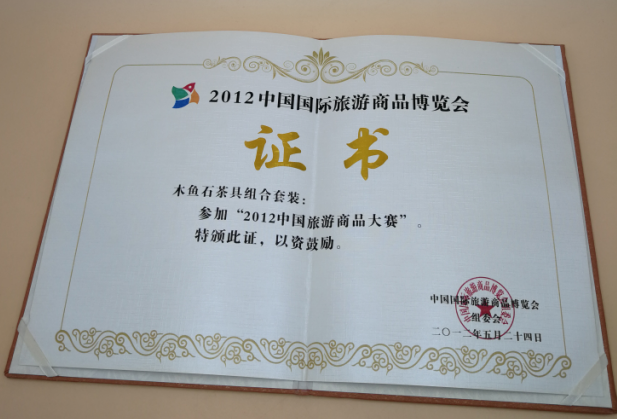 2012中国国际旅游商品博览会
证书
木鱼石茶具组合套装：
参加“2012中国旅游商品大赛”。
特颁此证，以资鼓励。
中国国际旅游商品博览会
组委会
二〇一二年五月二十四日